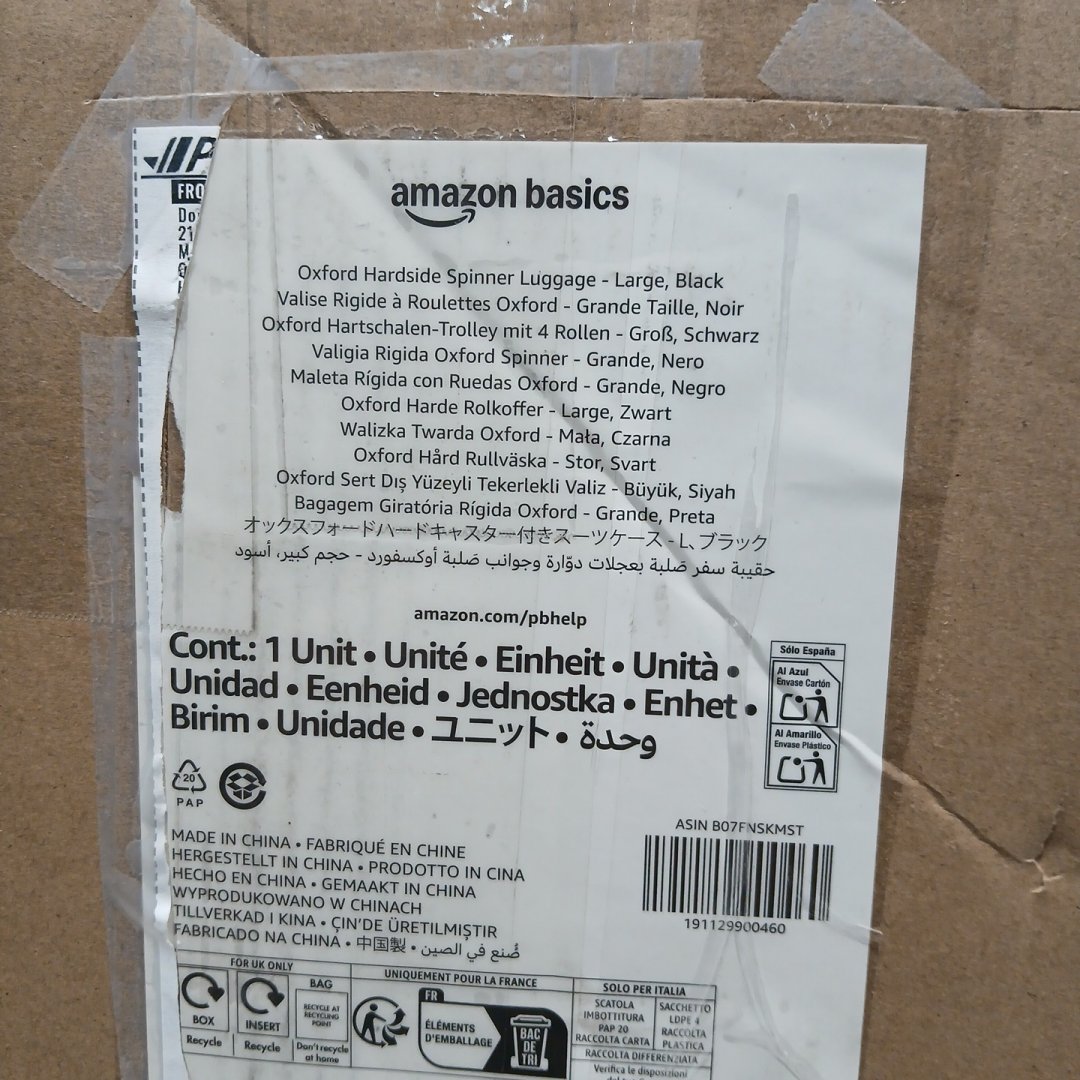 FRO
Do
21
M
amazon basics
Oxford Hardside Spinner Luggage - Large, Black
Valise Rigide à Roulettes Oxford - Grande Taille, Noir
Oxford Hartschalen-Trolley mit 4 Rollen - Groß, Schwarz
Valigia Rigida Oxford Spinner - Grande, Nero
Maleta Rígida con Ruedas Oxford - Grande, Negro
Oxford Harde Rolkoffer - Large, Zwart
Walizka Twarda Oxford - Mała, Czarna
Oxford Hård Rullväska - Stor, Svart
Oxford Sert Dış Yüzeyli Tekerlekli Valiz - Büyük, Siyah
Bagagem Giratória Rígida Oxford - Grande, Preta
オックスフォードハードキャスター付きスーツケース - L、ブラック
حقيبة سفر صَلبة بعجلات دوّارة وجوانب صَلبة أوكسفورد - حجم كبير، أسود
amazon.com/pbhelp
Cont.: 1 Unit • Unité • Einheit • Unità •
Unidad • Eenheid • Jednostka • Enhet •
Birim • Unidade • ユニット • وحدة
Sólo España
Al Azul
Envase Cartón
Al Amarillo
Envase Plástico
20
PAP
ASIN B07FNSKMST
191129900460
MADE IN CHINA • FABRIQUÉ EN CHINE
HERGESTELLT IN CHINA • PRODOTTO IN CINA
HECHO EN CHINA • GEMAAKT IN CHINA
WYPRODUKOWANO W CHINACH
TILLVERKAD I KINA • ÇIN'DE ÜRETILMIŞTIR
FABRICADO NA CHINA • 中国製 • صُنع في الصين
FOR UK ONLY
BOX
Recycle
INSERT
Recycle
BAG
RECYCLE AT
RECYCLING
POINT
Don't recycle
at home
UNIQUEMENT POUR LA FRANCE
FR
ÉLÉMENTS
D'EMBALLAGE
BAC
DE
TRI
SOLO PER ITALIA
SCATOLA
IMBOTTITURA
PAP 20
RACCOLTA CARTA
SACCHETTO
LDPE 4
RACCOLTA
PLASTICA
RACCOLTA DIFFERENZIATA
Verifica le disposizioni